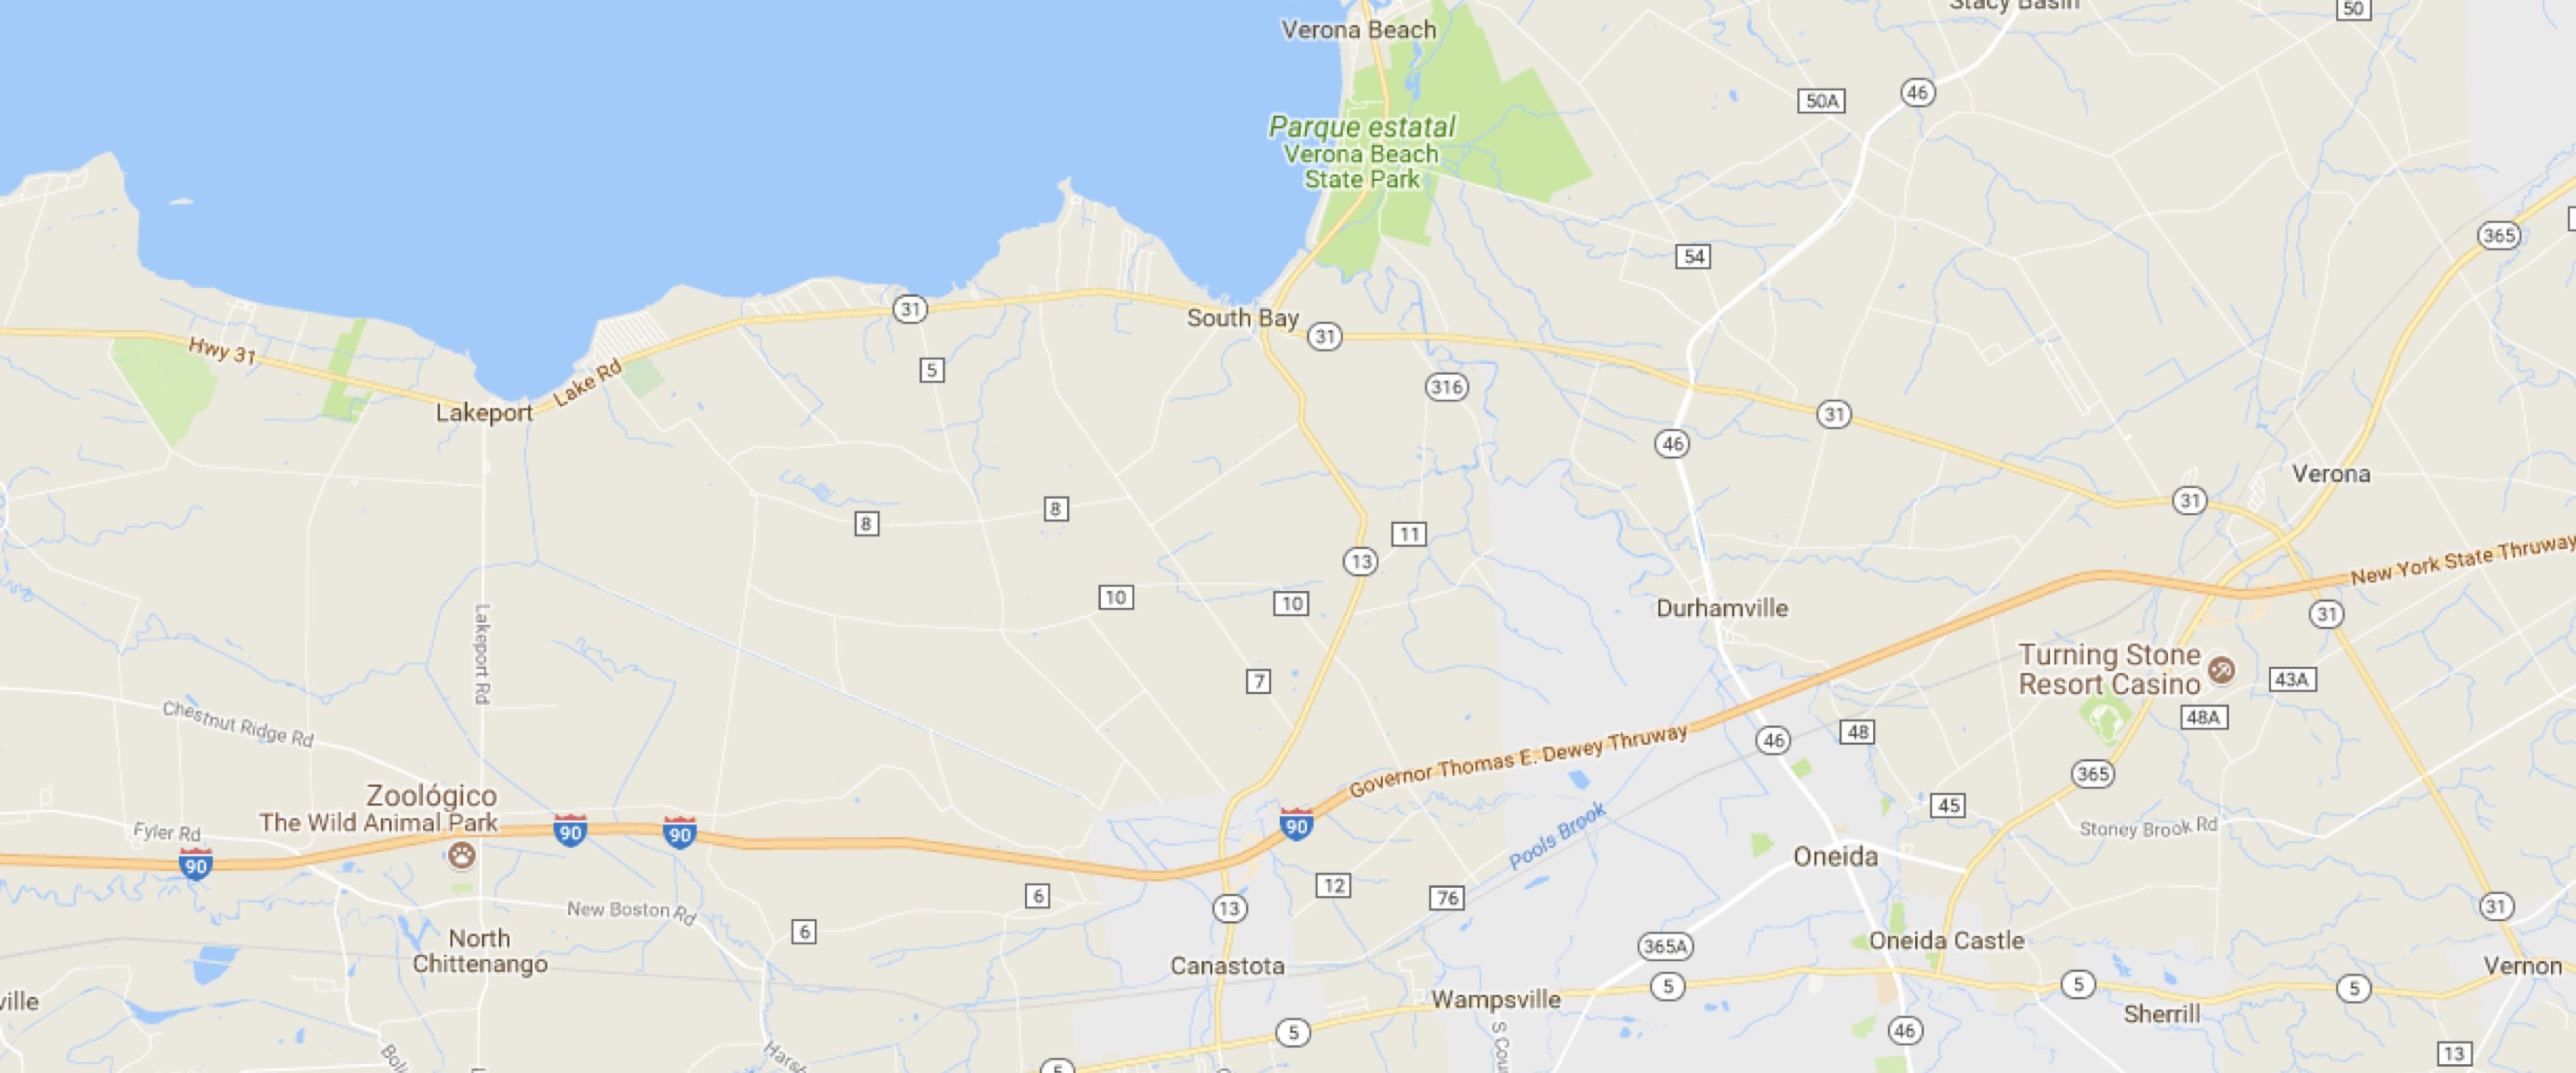 Verona Beach
Stacy Basin
50
50A
46
Parque estatal
Verona Beach
State Park
365
54
31
South Bay
31
Hwy 31
Lake Rd
5
316
Lakeport
31
46
Verona
31
8
8
11
13
New York State Thruway
10
10
Durhamville
31
Lakeport Rd
Turning Stone
Resort Casino
43A
7
48A
Chestnut Ridge Rd
46
48
Governor Thomas E. Dewey Thruway
365
Zoológico
The Wild Animal Park
45
Fyler Rd
90
90
90
90
Stoney Brook Rd
Pools Brook
Oneida
12
6
76
New Boston Rd
13
31
6
North
Chittenango
365A
Oneida Castle
Canastota
Vernon
5
5
5
ville
Wampsville
Sherrill
5
46
S Cou
13
Harsh
5